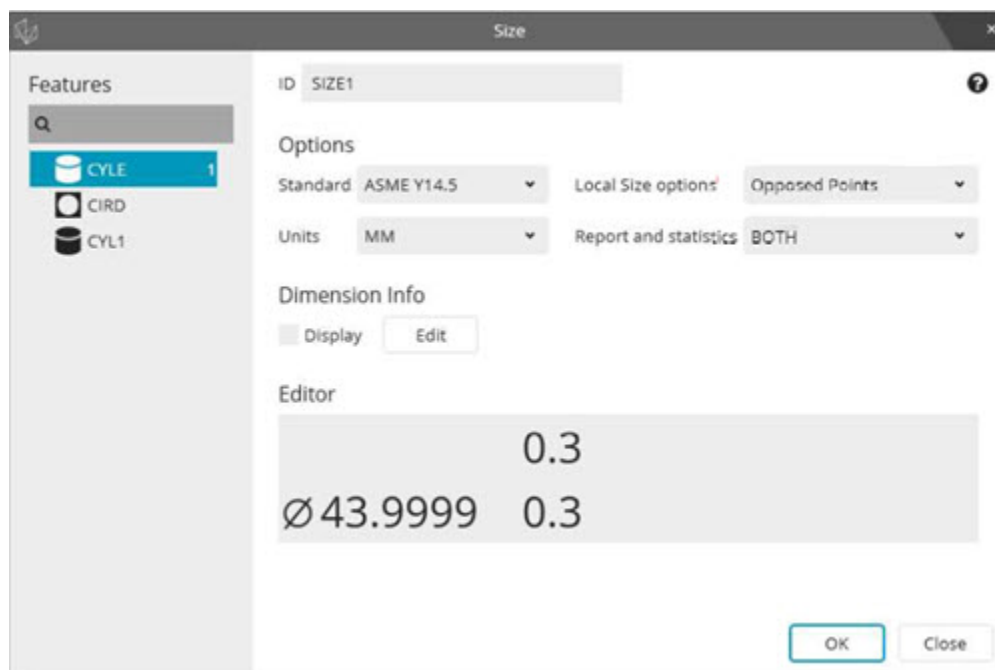 Size
Features
ID SIZE1
CYLE 1
CIRD
CYL1
Options
Standard ASME Y14.5 Local Size options Opposed Points
Units MM Report and statistics BOTH
Dimension Info
Display Edit
Editor
0.3
Ø 43.9999 0.3
OK Close